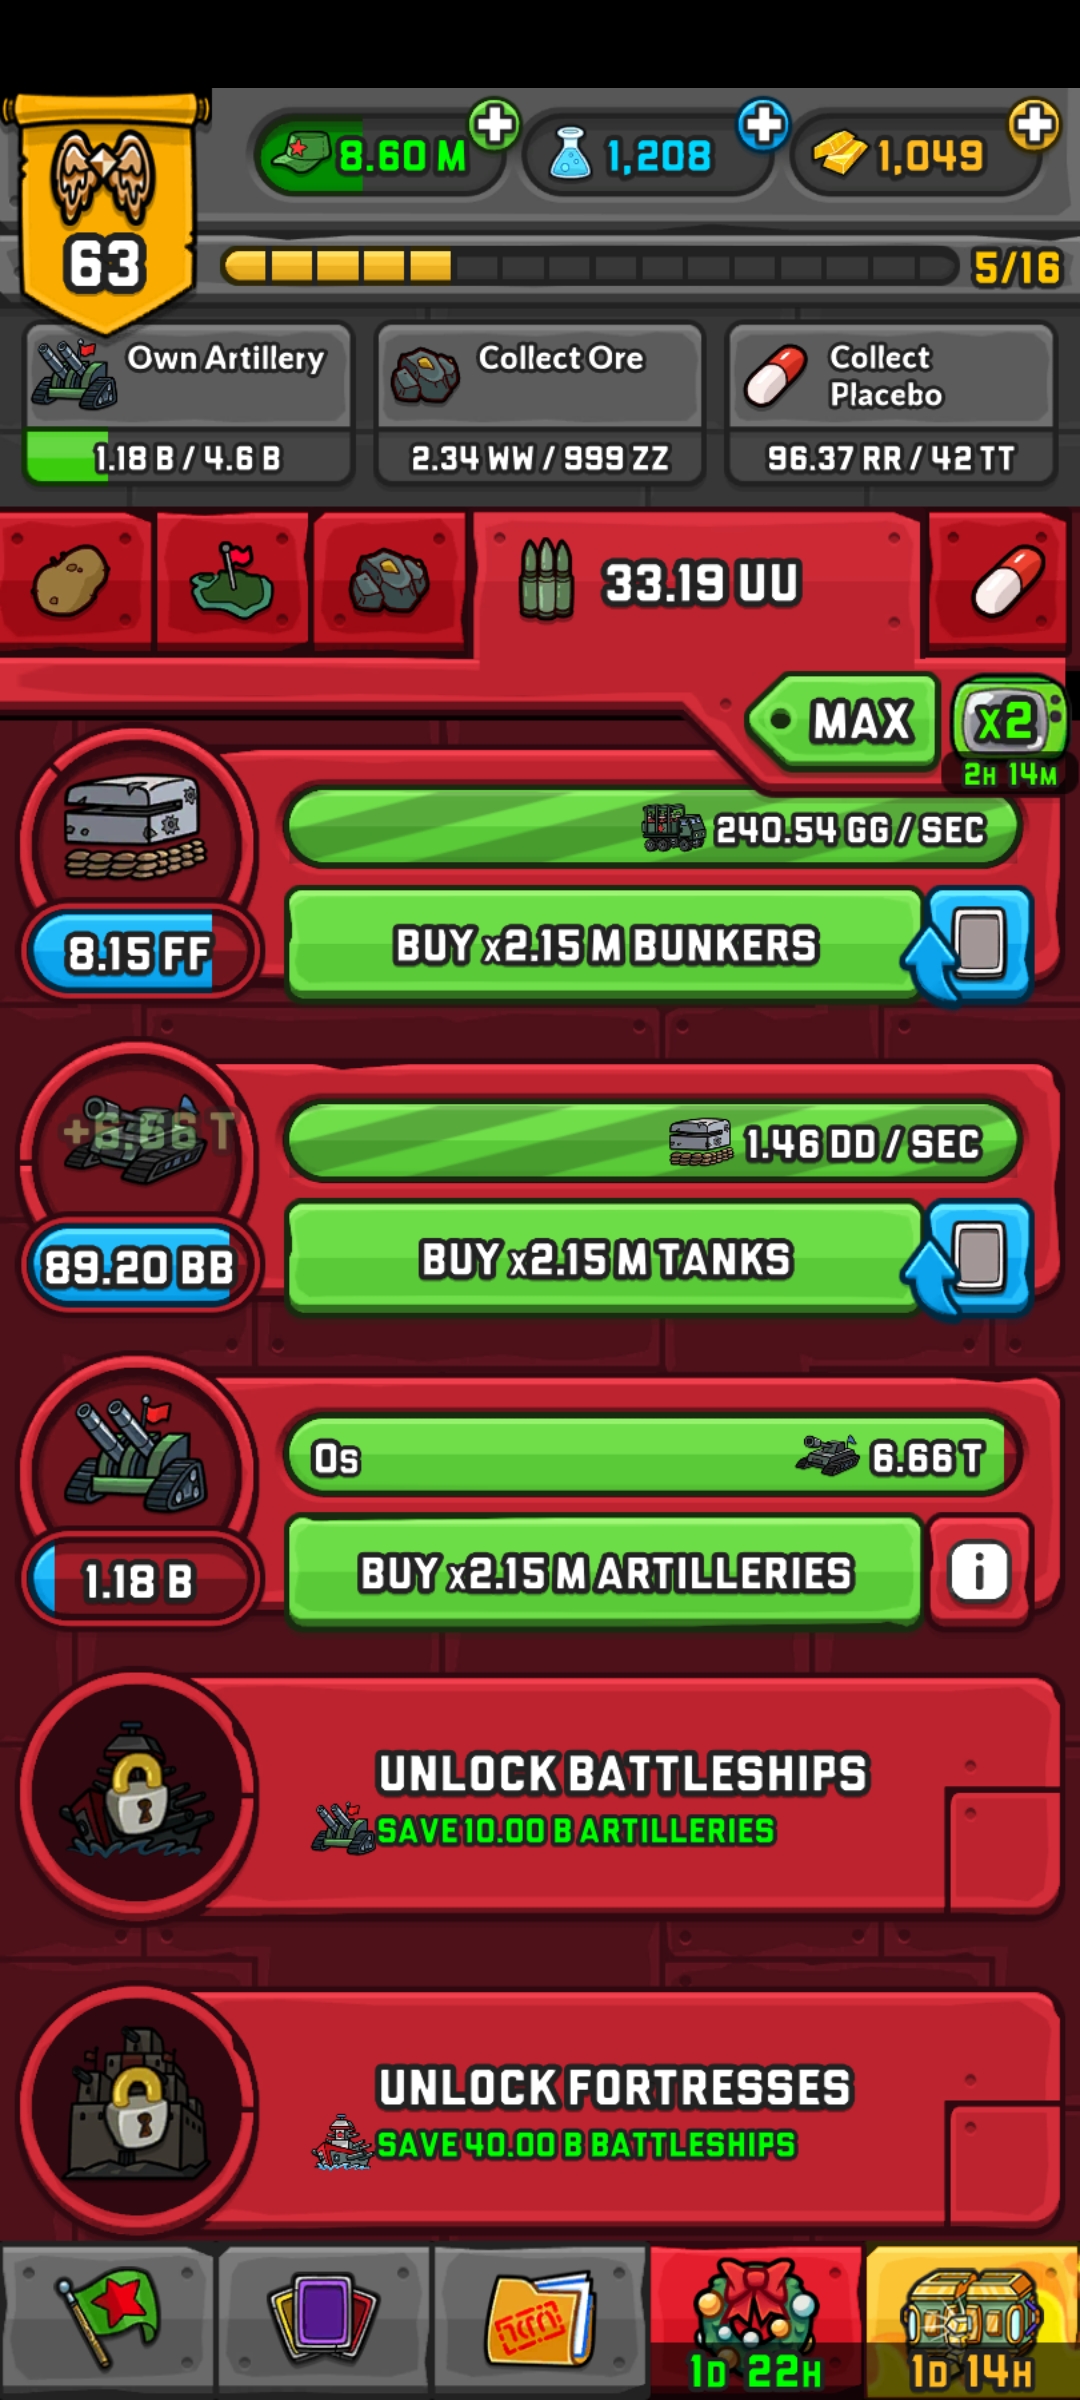 8.60 M
1,208
1,049
63
5/16
Own Artillery
1.18 B / 4.6 B
Collect Ore
2.34 WW / 999 ZZ
Collect
Placebo
96.37 RR / 42 TT
33.19 UU
MAX
x2
2H 14M
240.54 GG / SEC
8.15 FF
BUY x2.15 M BUNKERS
+6.66 T
1.46 DD / SEC
89.20 BB
BUY x2.15 M TANKS
0s
6.66 T
1.18 B
BUY x2.15 M ARTILLERIES
i
UNLOCK BATTLESHIPS
SAVE 10.00 B ARTILLERIES
UNLOCK FORTRESSES
SAVE 40.00 B BATTLESHIPS
1D 22H
1D 14H